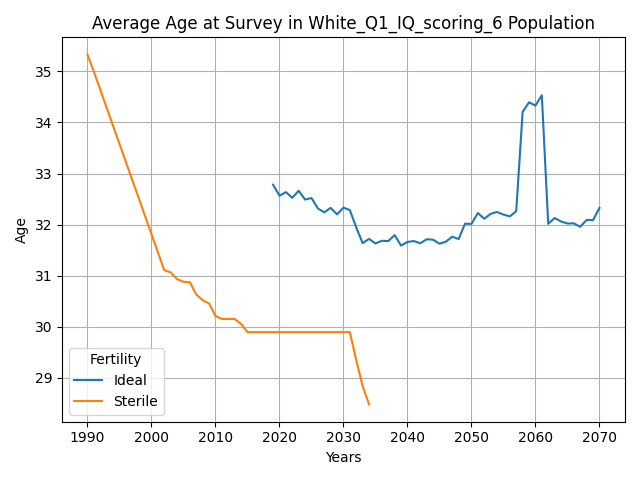 Average Age at Survey in White_Q1_IQ_scoring_6 Population
Age
35
34
33
32
31
30
29
Fertility
Ideal
Sterile
1990 2000 2010 2020 2030 2040 2050 2060 2070
Years